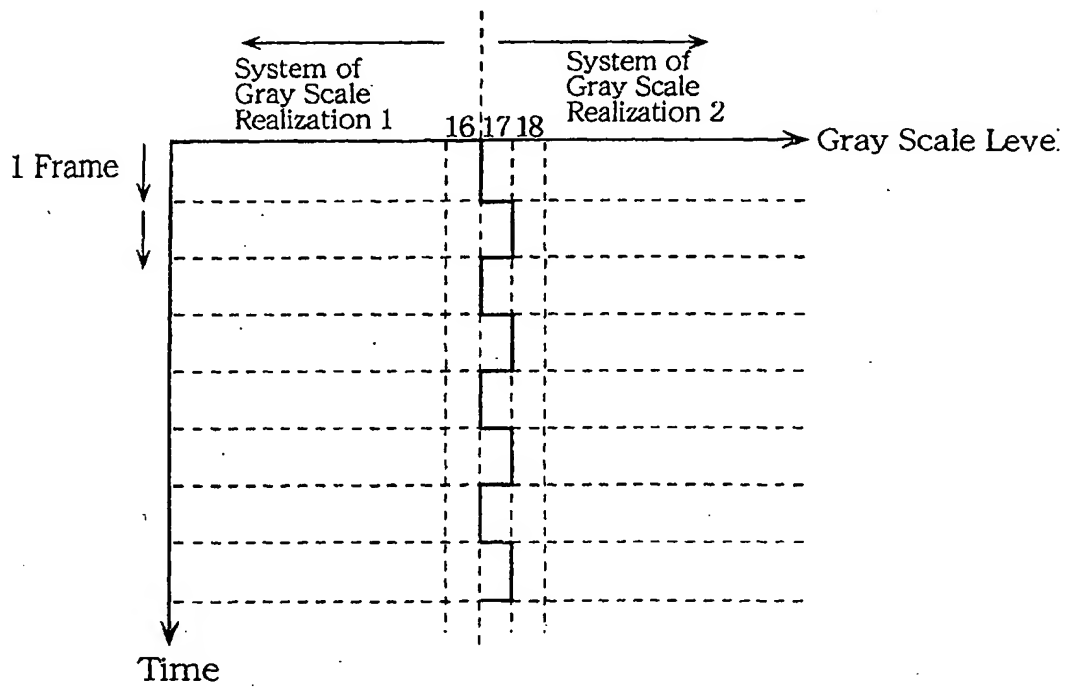 System of
Gray Scale
Realization 1
System of
Gray Scale
Realization 2
16 17 18
Gray Scale Leve
1 Frame
Time